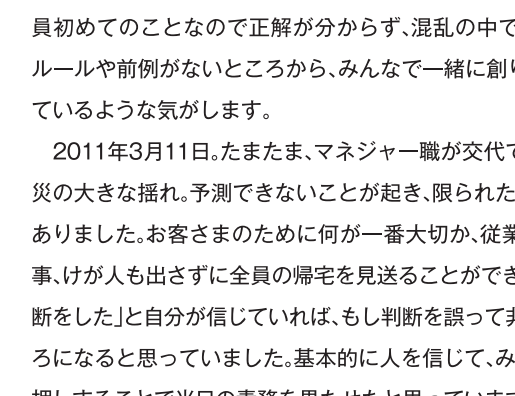 員初めてのことなので正解が分からず、混乱の中で
ルールや前例がないところから、みんなで一緒に創り
ているような気がします。
2011年3月11日。たまたま、マネジャー職が交代で
災の大きな揺れ。予測できないことが起き、限られた
ありました。お客さまのために何が一番大切か、従業
事、けが人も出さずに全員の帰宅を見送ることができ
断をした」と自分が信じていれば、もし判断を誤って
ろになると思っていました。基本的に人を信じて、み